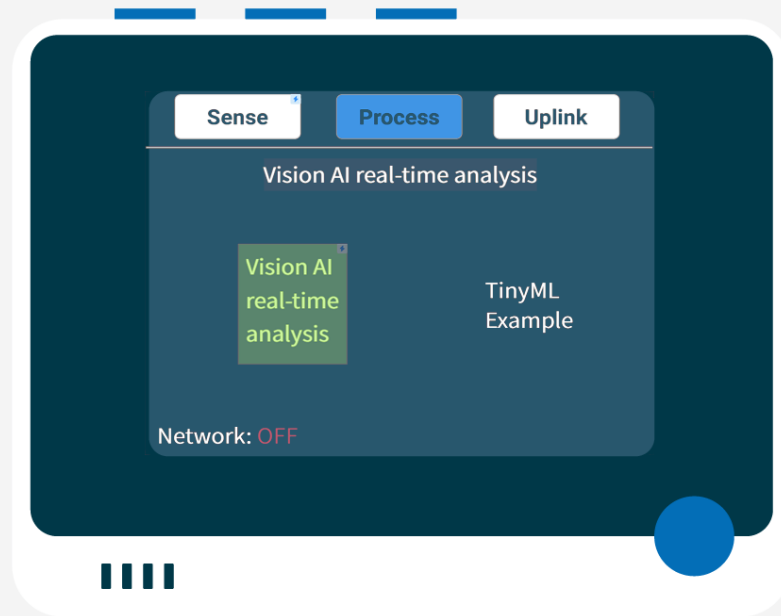 Sense Process Uplink
Vision AI real-time analysis
Vision AI
real-time
analysis
TinyML
Example
Network: OFF